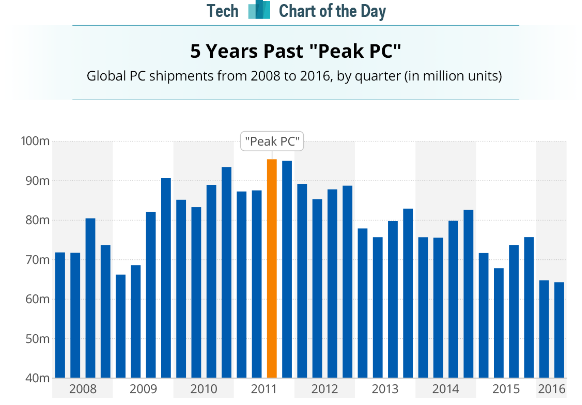 Tech Chart of the Day
5 Years Past "Peak PC"
Global PC shipments from 2008 to 2016, by quarter (in million units)
"Peak PC"
100m
90m
80m
70m
60m
50m
40m
2008 2009 2010 2011 2012 2013 2014 2015 2016